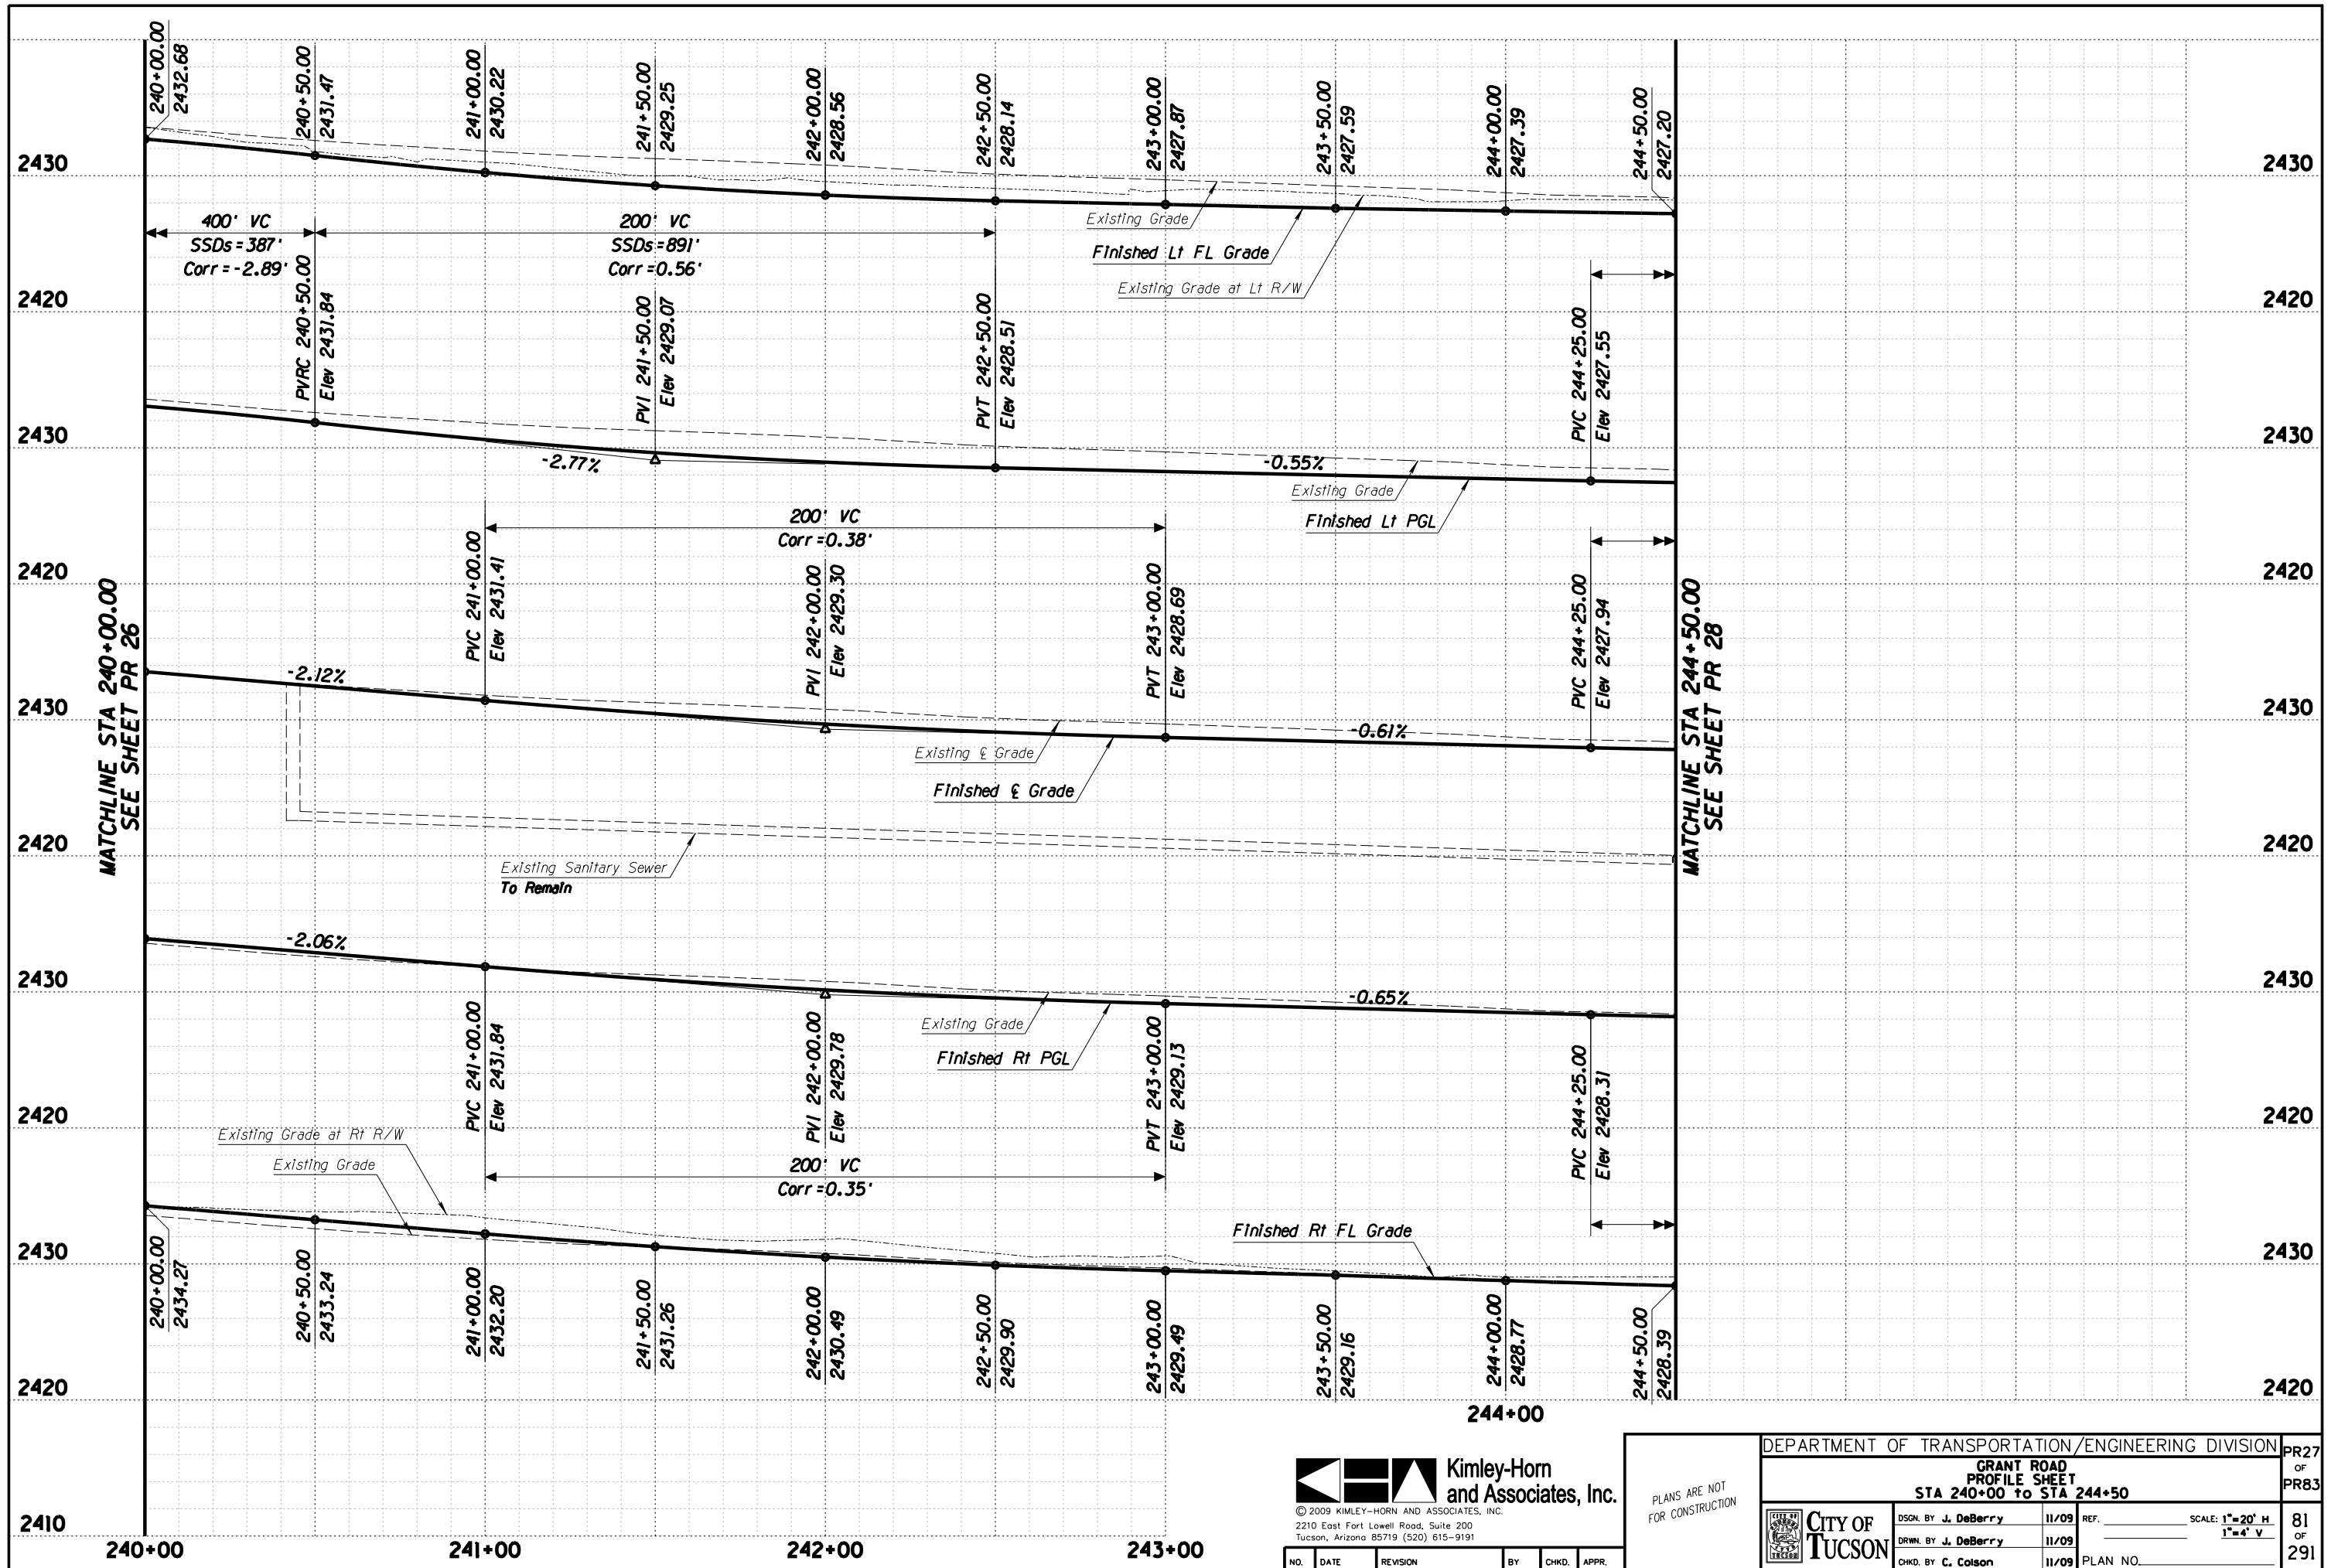 240+00.00
2432.68
240+50.00
2431.47
241+00.00
2430.22
241+50.00
2429.25
242+00.00
2428.56
242+50.00
2428.14
243+00.00
2427.87
243+50.00
2427.59
244+00.00
2427.39
244+50.00
2427.20
2430
2430
Existing Grade
Finished Lt FL Grade
Existing Grade at Lt R/W
400' VC
SSDs=387'
Corr=-2.89'
200' VC
SSDs=891'
Corr=0.56'
2420
2420
PVRC 240+50.00
Elev 2431.84
PVI 241+50.00
Elev 2429.07
PVT 242+50.00
Elev 2428.51
PVC 244+25.00
Elev 2427.55
2430
2430
-2.77%
-0.55%
Existing Grade
Finished Lt PGL
200' VC
Corr=0.38'
2420
2420
MATCHLINE STA 240+00.00
SEE SHEET PR 26
PVC 241+00.00
Elev 2431.41
PVI 242+00.00
Elev 2429.30
PVT 243+00.00
Elev 2428.69
PVC 244+25.00
Elev 2427.94
MATCHLINE STA 244+50.00
SEE SHEET PR 28
-2.12%
2430
2430
-0.61%
Existing ℄ Grade
Finished ℄ Grade
2420
2420
Existing Sanitary Sewer
To Remain
-2.06%
2430
2430
-0.65%
Existing Grade
Finished Rt PGL
PVC 241+00.00
Elev 2431.84
PVI 242+00.00
Elev 2429.78
PVT 243+00.00
Elev 2429.13
PVC 244+25.00
Elev 2428.31
2420
2420
Existing Grade at Rt R/W
Existing Grade
200' VC
Corr=0.35'
Finished Rt FL Grade
2430
2430
240+00.00
2434.27
240+50.00
2433.24
241+00.00
2432.20
241+50.00
2431.26
242+00.00
2430.49
242+50.00
2429.90
243+00.00
2429.49
243+50.00
2429.16
244+00.00
2428.77
244+50.00
2428.39
2420
2420
244+00
2410
240+00
241+00
242+00
243+00
Kimley-Horn
and Associates, Inc.
© 2009 KIMLEY-HORN AND ASSOCIATES, INC.
2210 East Fort Lowell Road, Suite 200
Tucson, Arizona 85719 (520) 615-9191
NO. DATE REVISION BY CHKD. APPR.
PLANS ARE NOT
FOR CONSTRUCTION
DEPARTMENT OF TRANSPORTATION/ENGINEERING DIVISION
GRANT ROAD
PROFILE SHEET
STA 240+00 to STA 244+50
PR27
OF
PR83
CITY OF
TUCSON
DSGN. BY J. DeBerry 11/09
DRWN. BY J. DeBerry 11/09
CHKD. BY C. Colson 11/09
REF.
SCALE: 1"=20' H
1"=4' V
PLAN NO.
81
OF
291